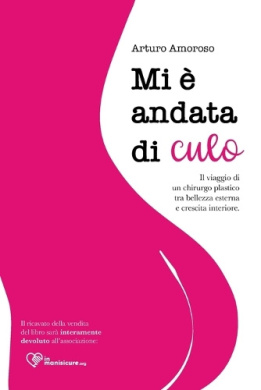 Arturo Amoroso
Mi è
andata
di culo
Il viaggio di
un chirurgo plastico
tra bellezza esterna
e crescita interiore.
Il ricavato della vendita
del libro sarà interamente
devoluto all'associazione:
in
manisicure.org